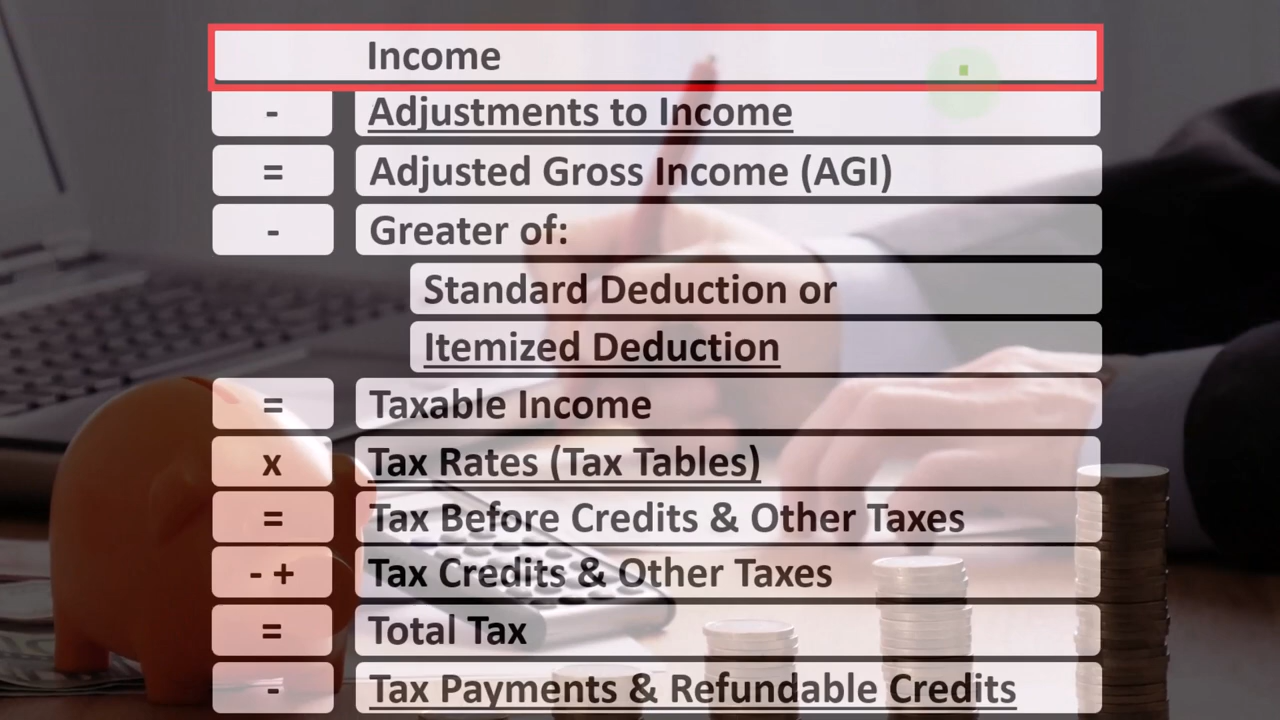 Income
- Adjustments to Income
= Adjusted Gross Income (AGI)
- Greater of:
Standard Deduction or
Itemized Deduction
= Taxable Income
x Tax Rates (Tax Tables)
= Tax Before Credits & Other Taxes
- + Tax Credits & Other Taxes
= Total Tax
- Tax Payments & Refundable Credits